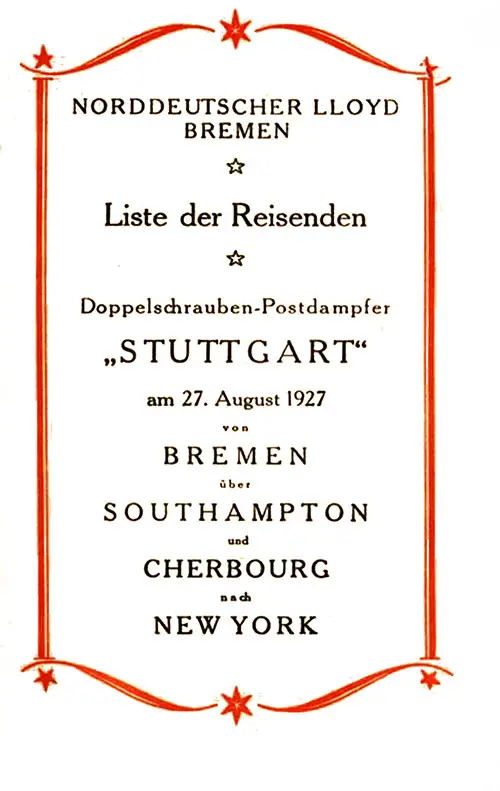 NORDDEUTSCHER LLOYD
BREMEN
Liste der Reisenden
Doppelschrauben-Postdampfer
„STUTTGART“
am 27. August 1927
von
BREMEN
über
SOUTHAMPTON
und
CHERBOURG
nach
NEW YORK